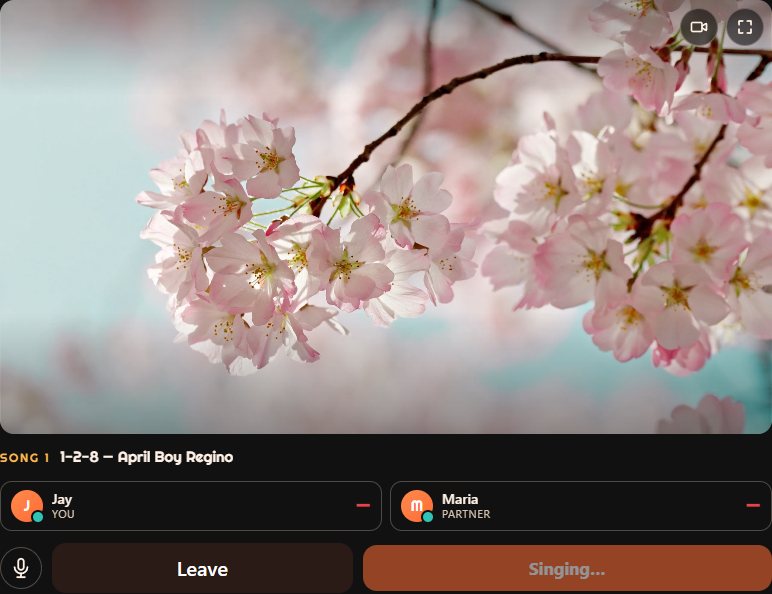 SONG 1 1-2-8 — April Boy Regino
J Jay
YOU
M Maria
PARTNER
Leave
Singing...